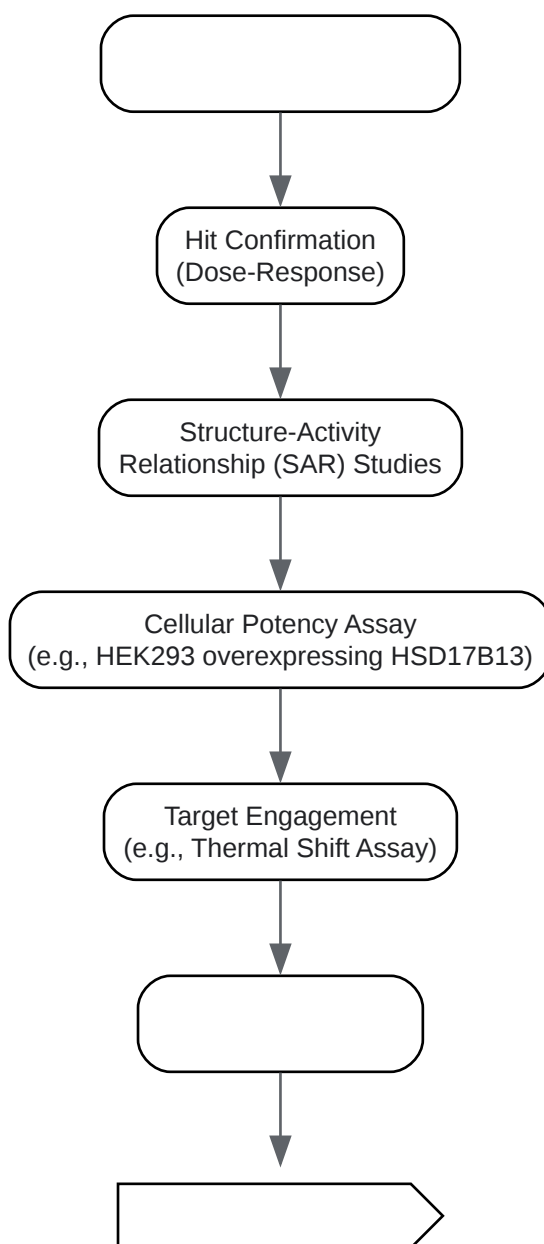 Hit Confirmation
(Dose-Response)
Structure-Activity
Relationship (SAR) Studies
Cellular Potency Assay
(e.g., HEK293 overexpressing HSD17B13)
Target Engagement
(e.g., Thermal Shift Assay)